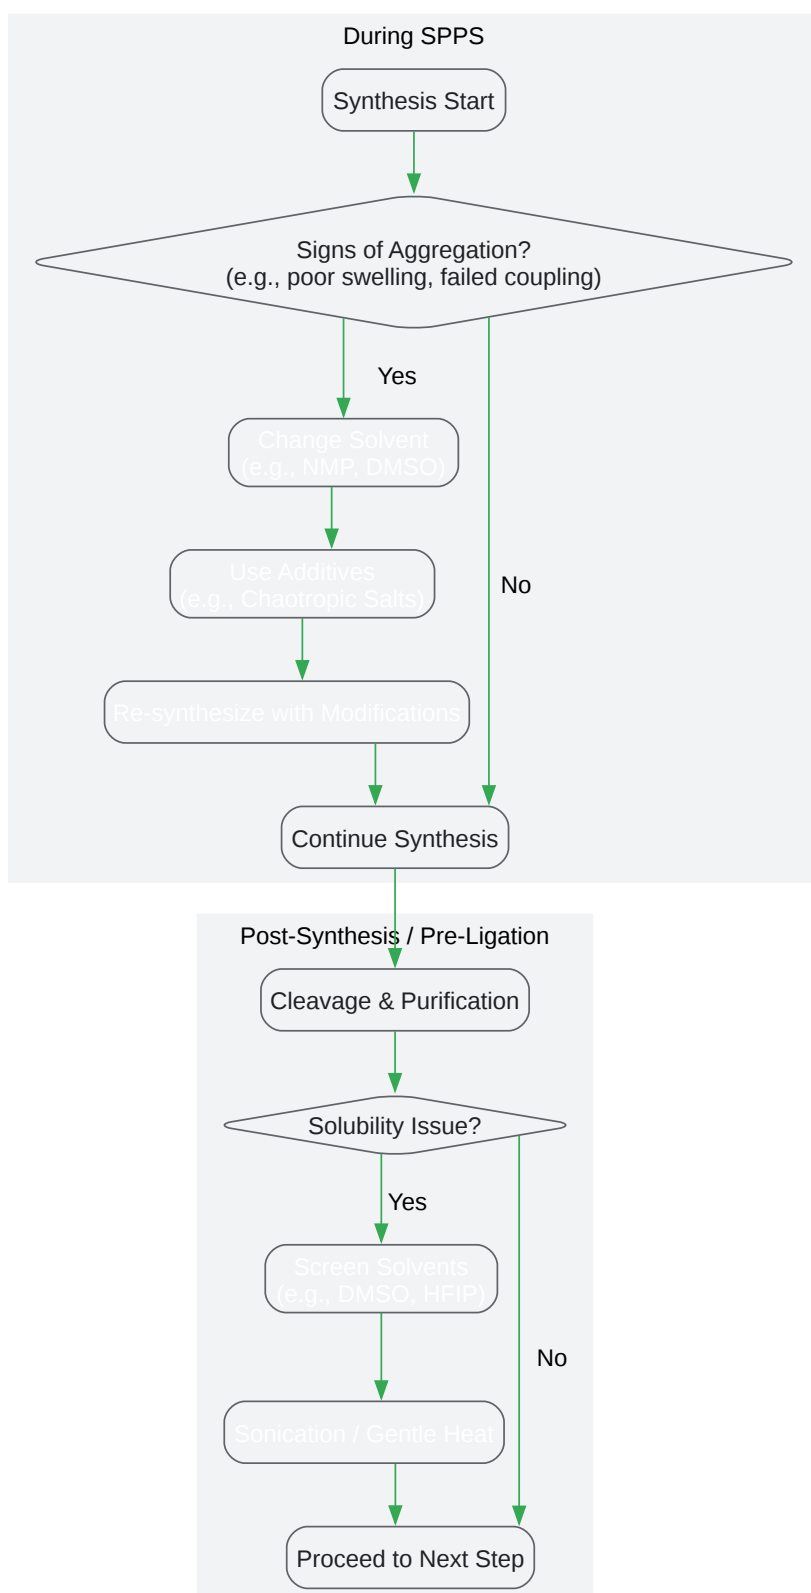 During SPPS
Synthesis Start
Signs of Aggregation?
(e.g., poor swelling, failed coupling)
Yes
Change Solvent
(e.g., NMP, DMSO)
Use Additives
(e.g., Chaotropic Salts)
No
Re-synthesize with Modifications
Continue Synthesis
Post-Synthesis / Pre-Ligation
Cleavage & Purification
Solubility Issue?
Yes
Screen Solvents
(e.g., DMSO, HFIP)
No
Sonication / Gentle Heat
Proceed to Next Step